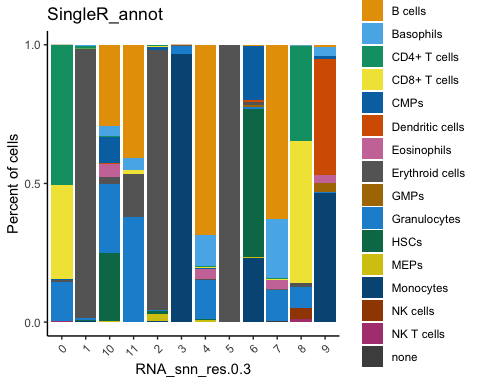 SingleR_annot
Percent of cells
1.0
0.5
0.0
0
1
10
11
2
3
4
5
6
7
8
9
RNA_snn_res.0.3
B cells
Basophils
CD4+ T cells
CD8+ T cells
CMPs
Dendritic cells
Eosinophils
Erythroid cells
GMPs
Granulocytes
HSCs
MEPs
Monocytes
NK cells
NK T cells
none